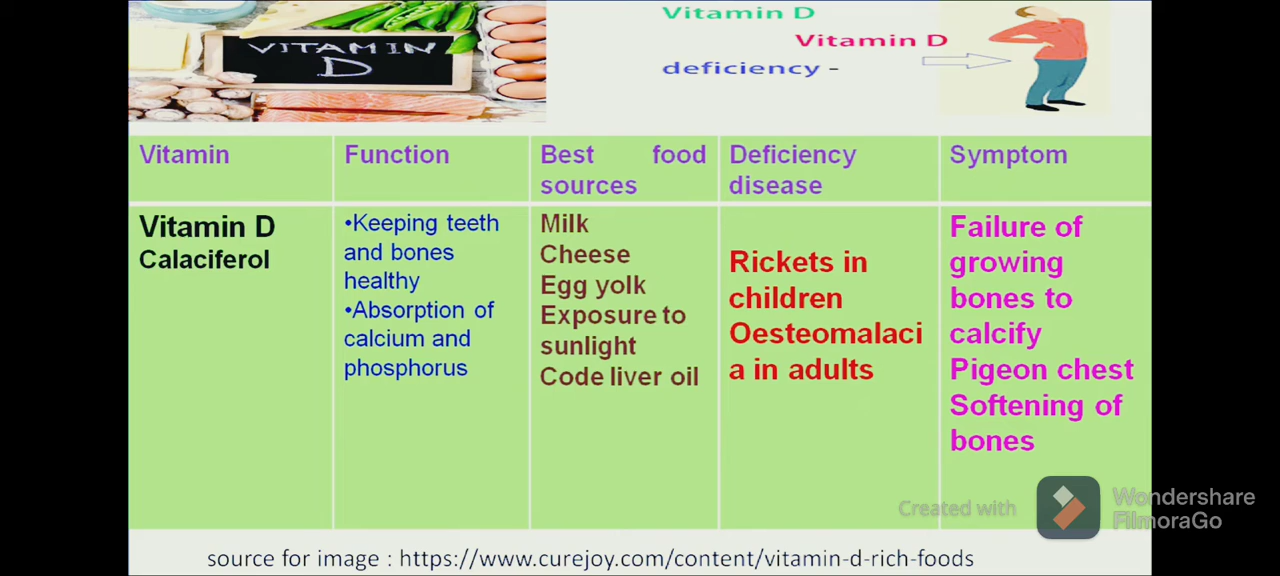 VITAMIN
D
Vitamin D
Vitamin D
deficiency -
Vitamin
Function
Best food
sources
Deficiency
disease
Symptom
Vitamin D
Calaciferol
•Keeping teeth
and bones
healthy
•Absorption of
calcium and
phosphorus
Milk
Cheese
Egg yolk
Exposure to
sunlight
Code liver oil
Rickets in
children
Oesteomalaci
a in adults
Failure of
growing
bones to
calcify
Pigeon chest
Softening of
bones
Created with
Wondershare
FilmoraGo
source for image : https://www.curejoy.com/content/vitamin-d-rich-foods